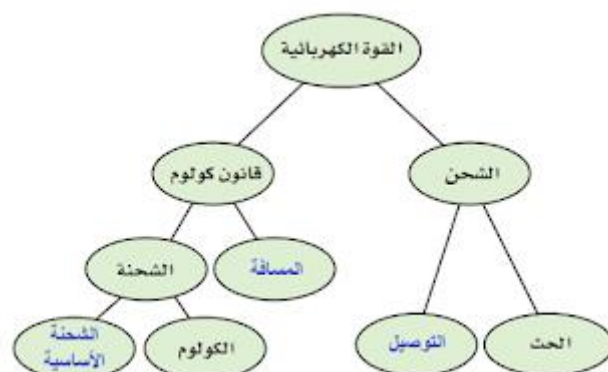 القوة الكهربائية
قانون كولوم
الشحن
الشحنة
المسافة
الشحنة
الأساسية
الكولوم
التوصيل
الحث